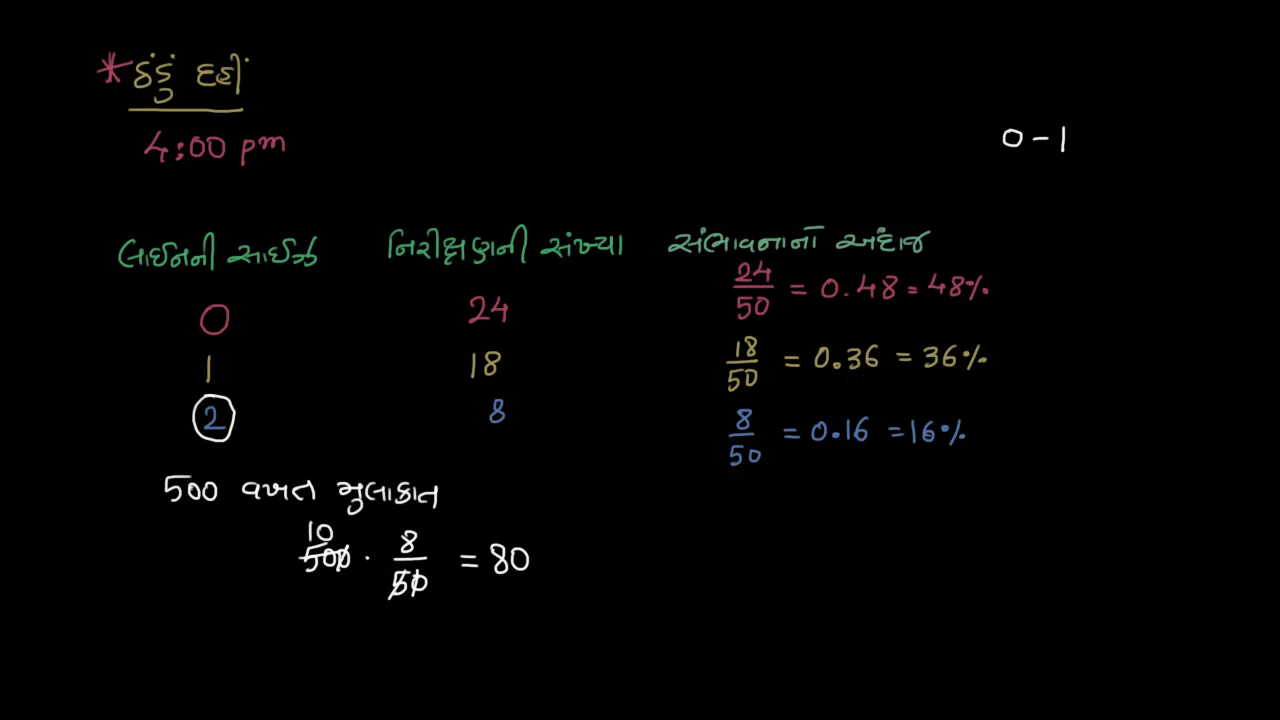 * ઠંડું દહીં
4:00 pm
0 - 1
લાઈનની સાઈઝ નિરીક્ષણની સંખ્યા સંભાવનાનો અંદાજ
0 24 24/50 = 0.48 = 48%
1 18 18/50 = 0.36 = 36%
2 8 8/50 = 0.16 = 16%
500 વખત મુલાકાત
10
500 · 8/50 = 80